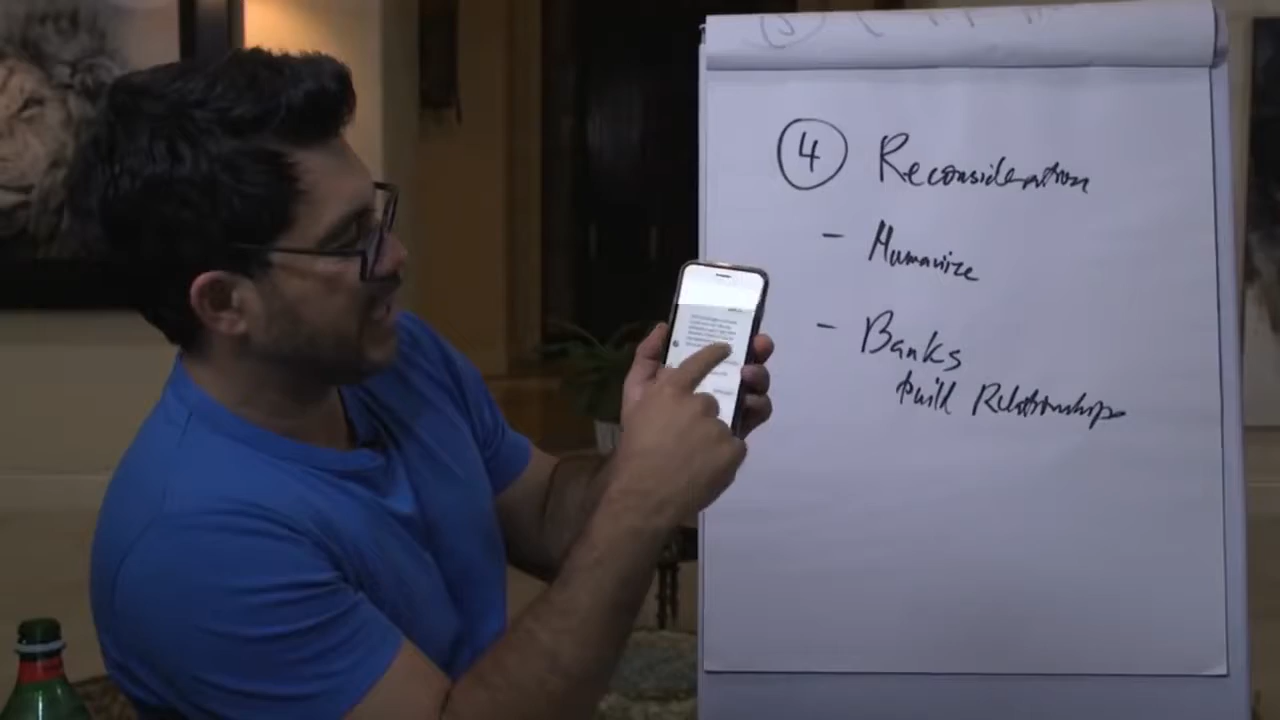 4 Reconsideration
- Humanize
- Banks
build Relationships